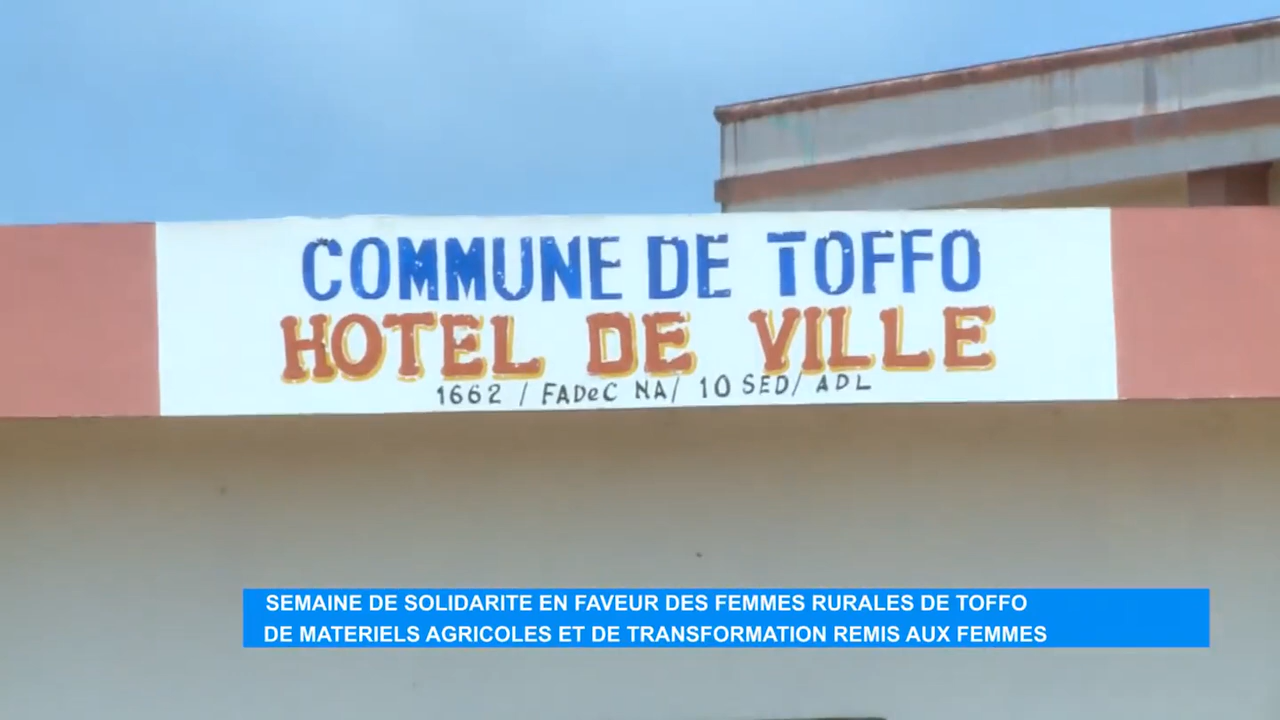 COMMUNE DE TOFFO
HOTEL DE VILLE
1662 / FADeC NA/ 10 SED/ ADL
SEMAINE DE SOLIDARITE EN FAVEUR DES FEMMES RURALES DE TOFFO
DE MATERIELS AGRICOLES ET DE TRANSFORMATION REMIS AUX FEMMES